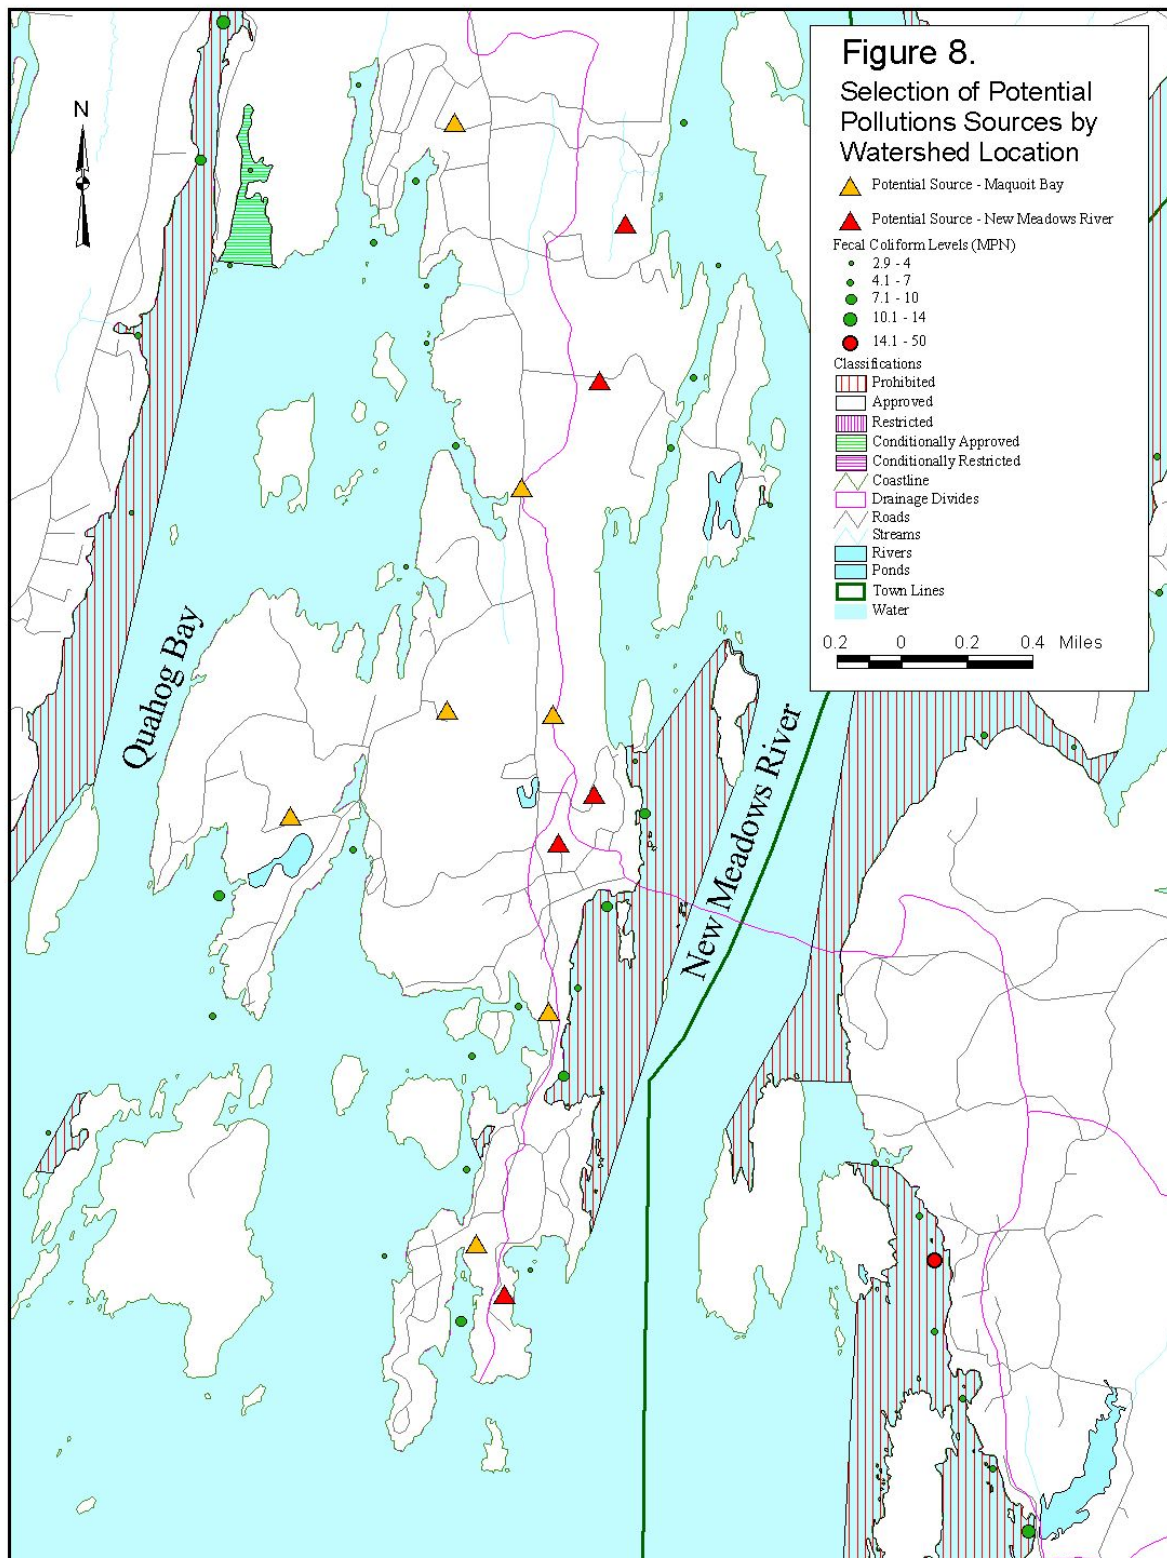 Figure 8.
Selection of Potential
Pollutions Sources by
Watershed Location
Potential Source - Maquoit Bay
Potential Source - New Meadows River
Fecal Coliform Levels (MPN)
2.9 - 4
4.1 - 7
7.1 - 10
10.1 - 14
14.1 - 50
Classifications
Prohibited
Approved
Restricted
Conditionally Approved
Conditionally Restricted
Coastline
Drainage Divides
Roads
Streams
Rivers
Ponds
Town Lines
Water
0.2 0 0.2 0.4 Miles
N
Quahog Bay
New Meadows River